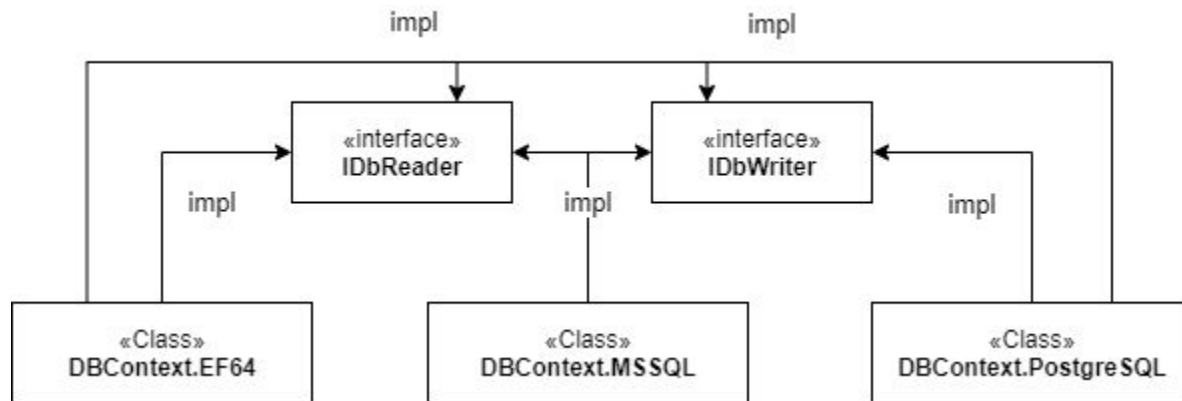 impl
impl
«interface»
IDbReader
«interface»
IDbWriter
impl
impl
impl
«Class»
DBContext.EF64
«Class»
DBContext.MSSQL
«Class»
DBContext.PostgreSQL